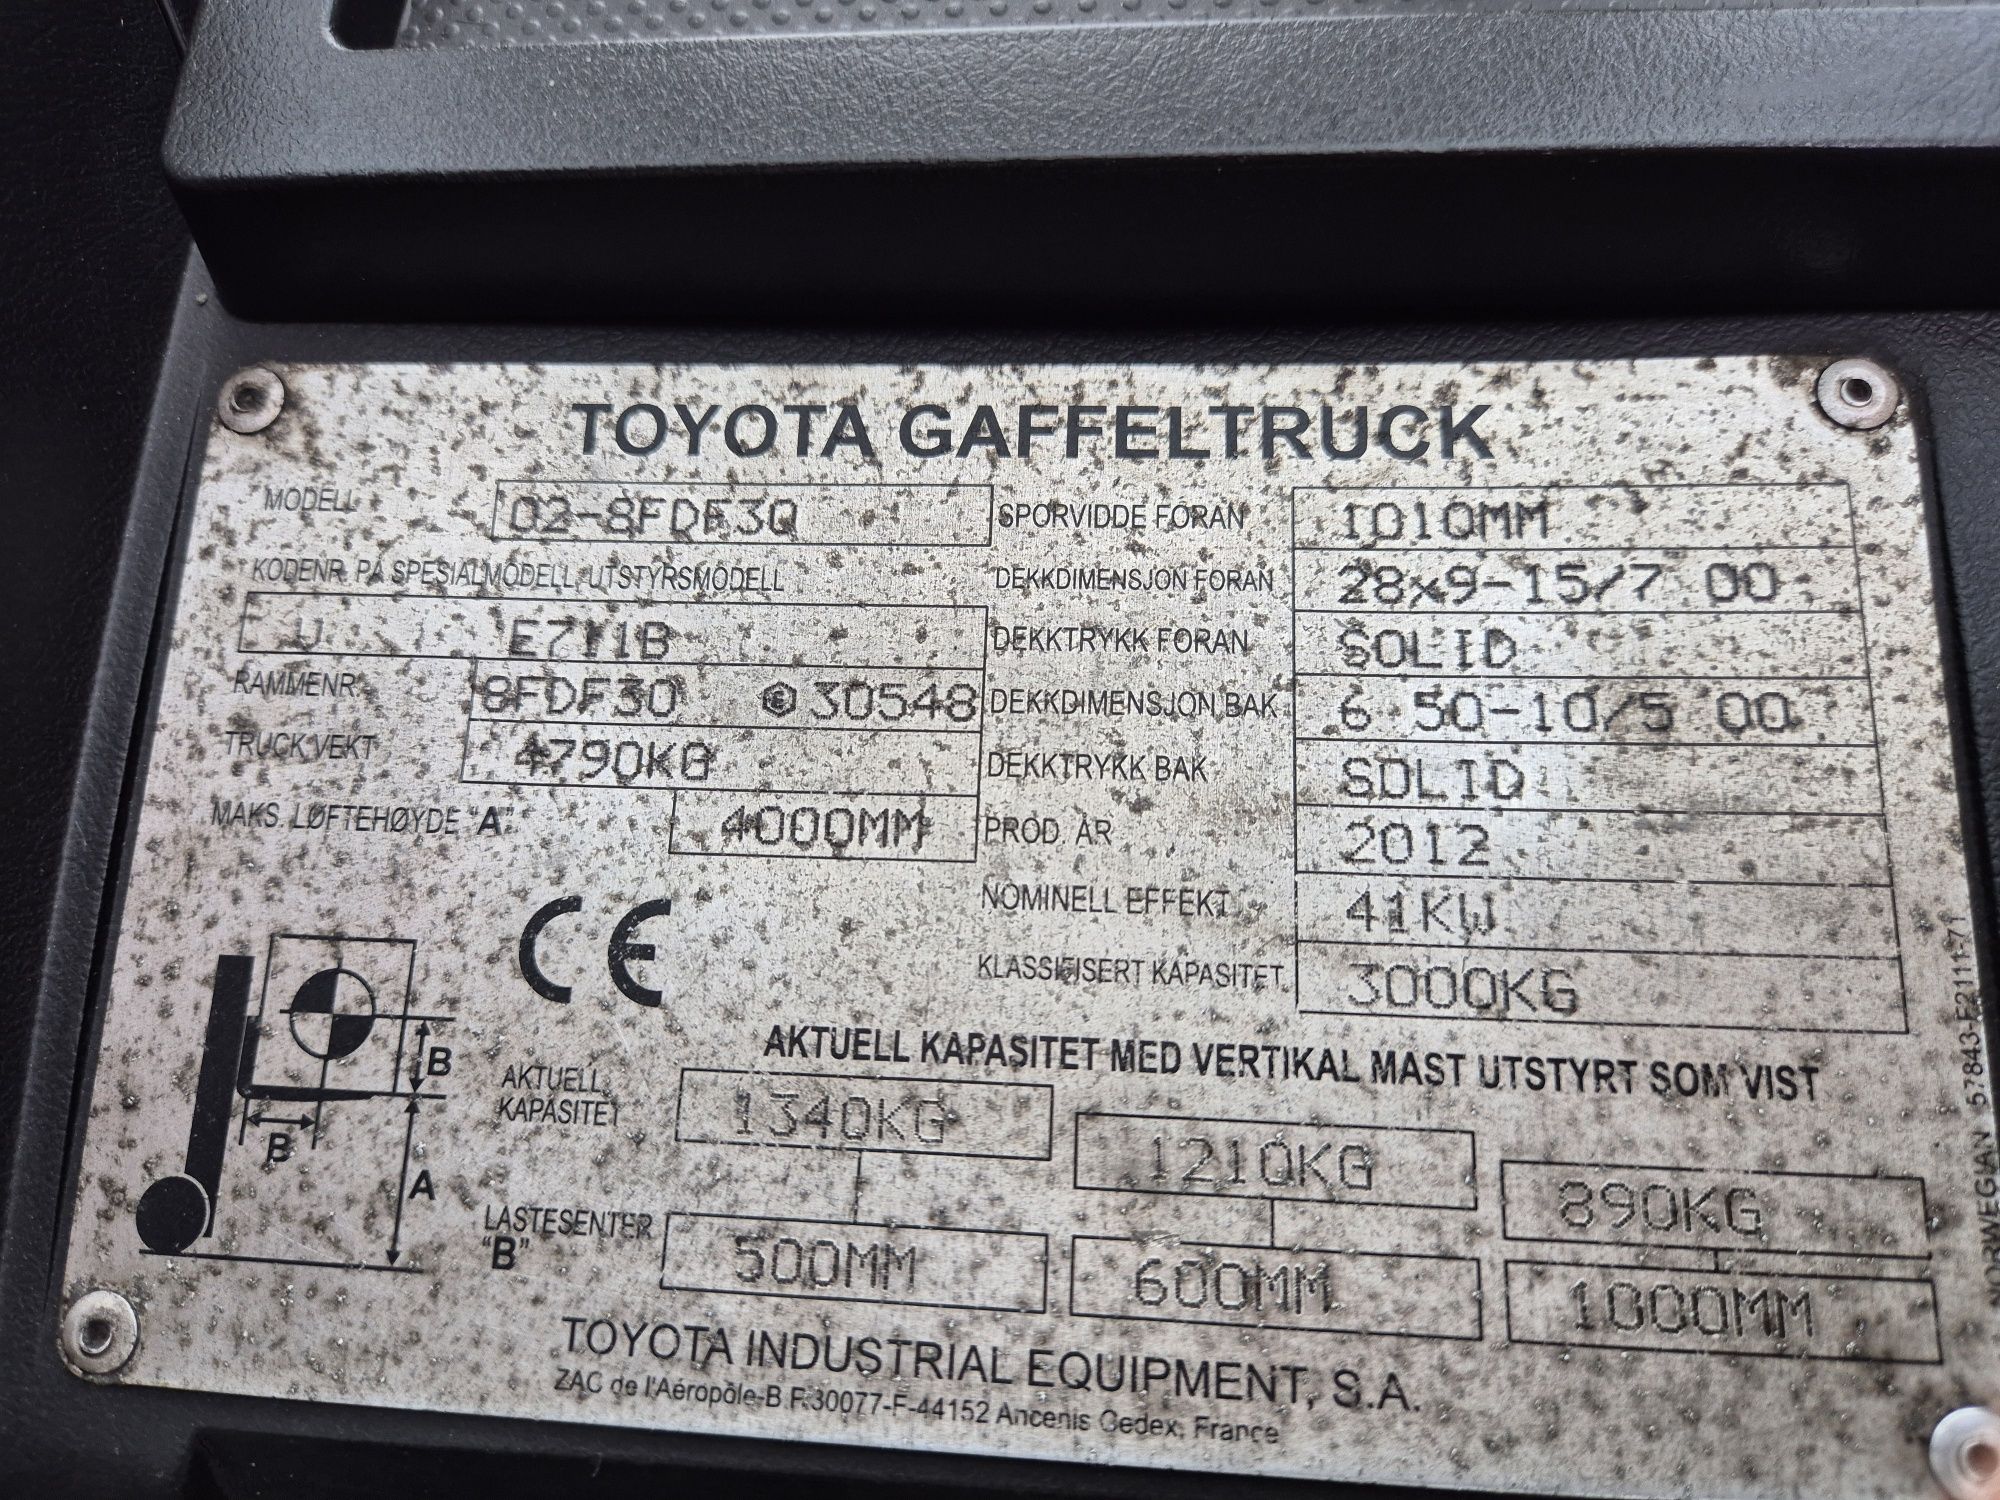 TOYOTA GAFFELTRUCK
MODELL 02-8FDF30
KODENR. PÅ SPESIALMODELL, UTSTYRSMODELL
U E711B
RAMMENR. 8FDF30 E 30548
TRUCK VEKT 4790KG
MAKS. LØFTEHØYDE "A" 4000MM
SPORVIDDE FORAN 1010MM
DEKKDIMENSJON FORAN 28x9-15/7 00
DEKKTRYKK FORAN SOLID
DEKKDIMENSJON BAK 6 50-10/5 00
DEKKTRYKK BAK SOLID
PROD. ÅR 2012
NOMINELL EFFEKT 41KW
KLASSIFISERT KAPASITET 3000KG
CE
B
B
A
AKTUELL KAPASITET MED VERTIKAL MAST UTSTYRT SOM VIST
AKTUELL
KAPASITET
1340KG 1210KG 890KG
LASTESENTER
"B"
500MM 600MM 1000MM
TOYOTA INDUSTRIAL EQUIPMENT, S.A.
ZAC de l'Aéropôle-B.P.30077-F-44152 Ancenis Cedex, France
NORWEGAN 57843-F2111-71